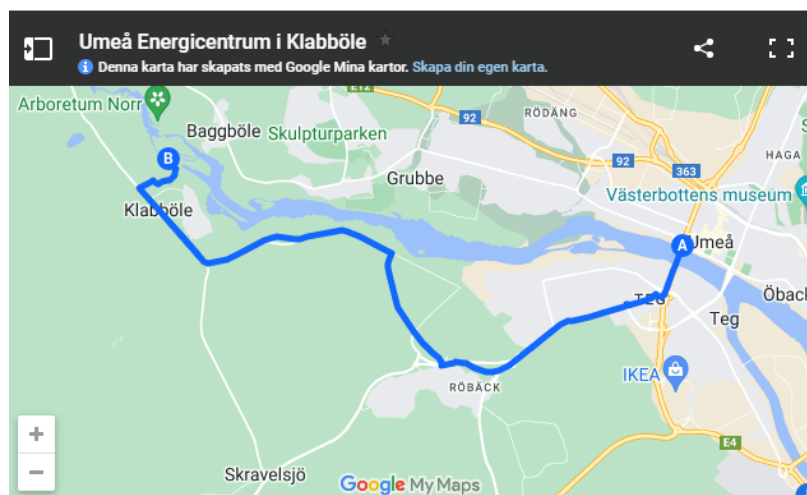 Umeå Energicentrum i Klabböle
Denna karta har skapats med Google Mina kartor. Skapa din egen karta.
E12
Arboretum Norr
92
RÖDÄNG
Baggböle
Skulpturparken
HAGA
B
92
363
Grubbe
Västerbottens museum
Klabböle
A
Umeå
TEG
Öbacka
Teg
IKEA
RÖBÄCK
E4
Skravelsjö
Google My Maps